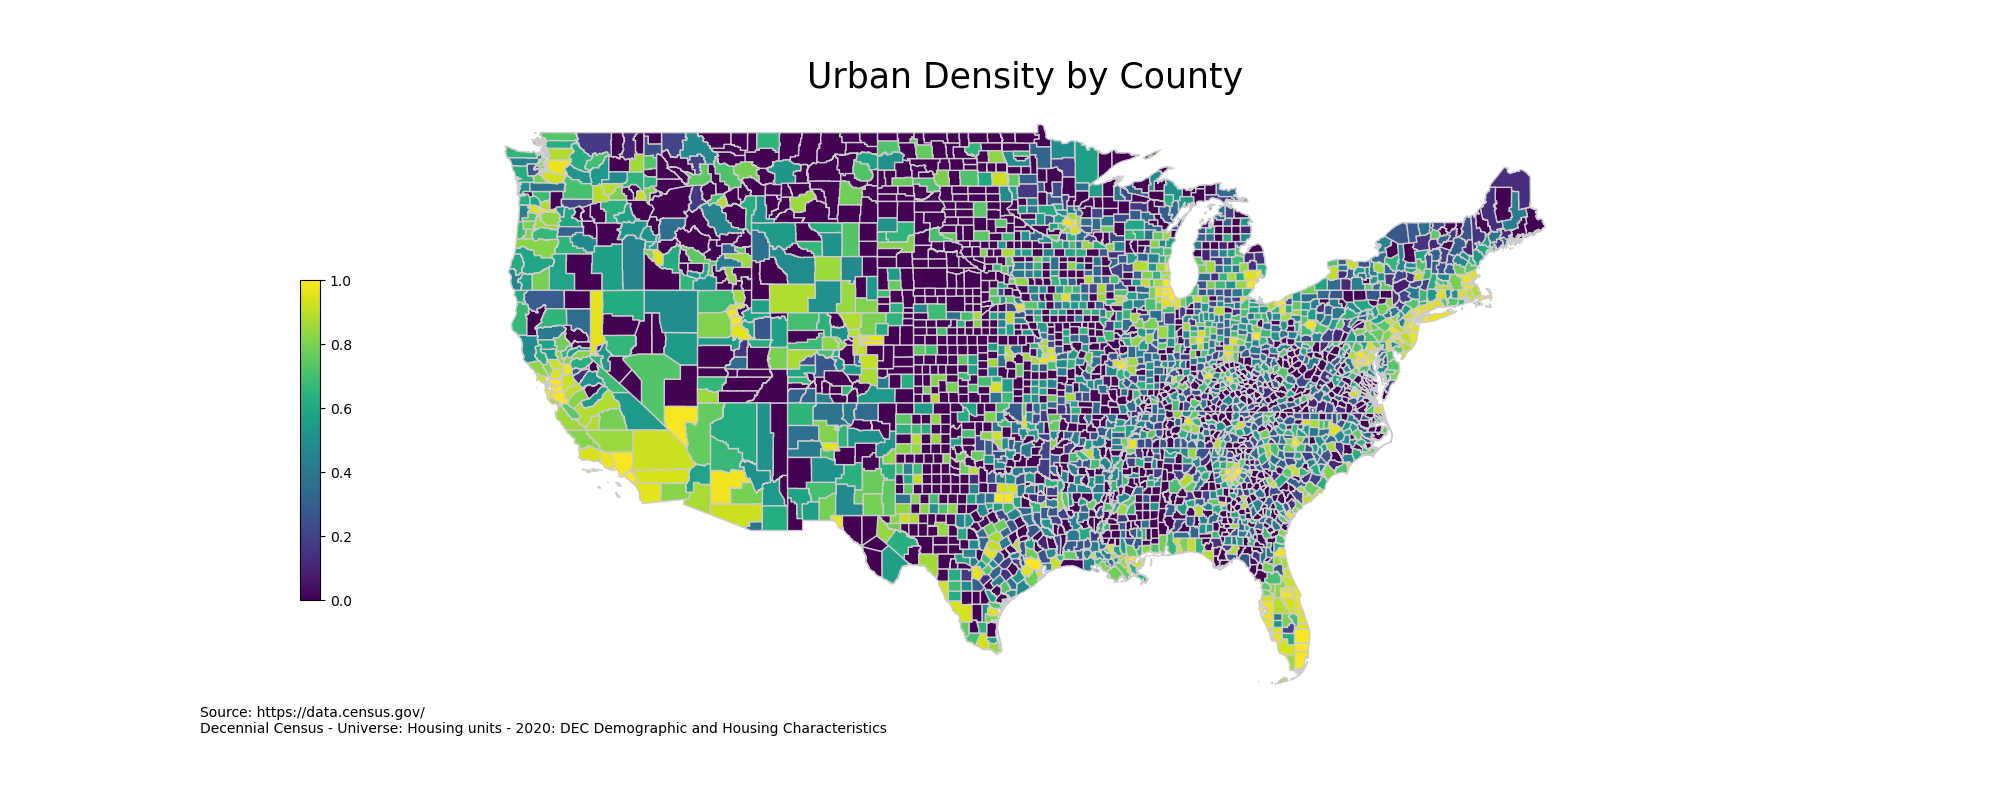 Urban Density by County
1.0
0.8
0.6
0.4
0.2
0.0
Source: https://data.census.gov/
Decennial Census - Universe: Housing units - 2020: DEC Demographic and Housing Characteristics